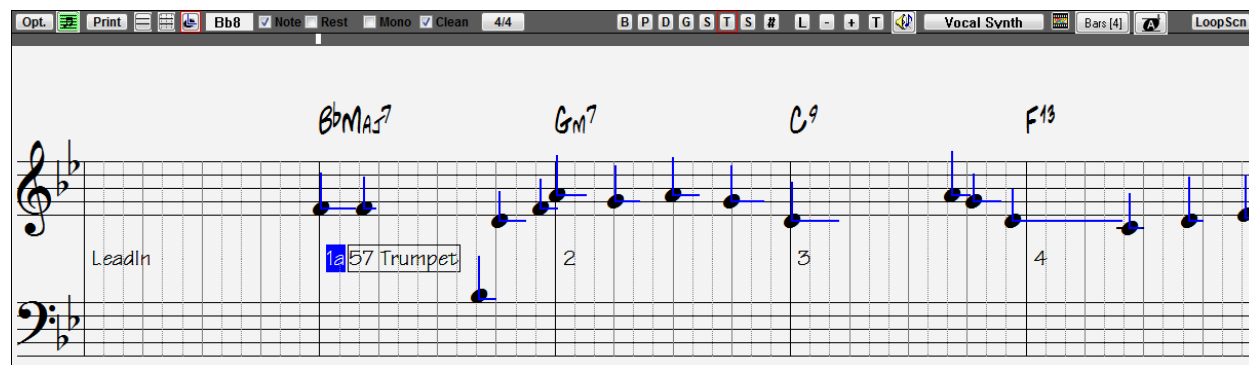 Opt. Print Bb8 Note Rest Mono Clean 4/4 B P D G S T S # L - + T Vocal Synth Bars [4] A LoopScn
B♭MAJ7 GM7 C9 F13
LeadIn 1a 57 Trumpet 2 3 4